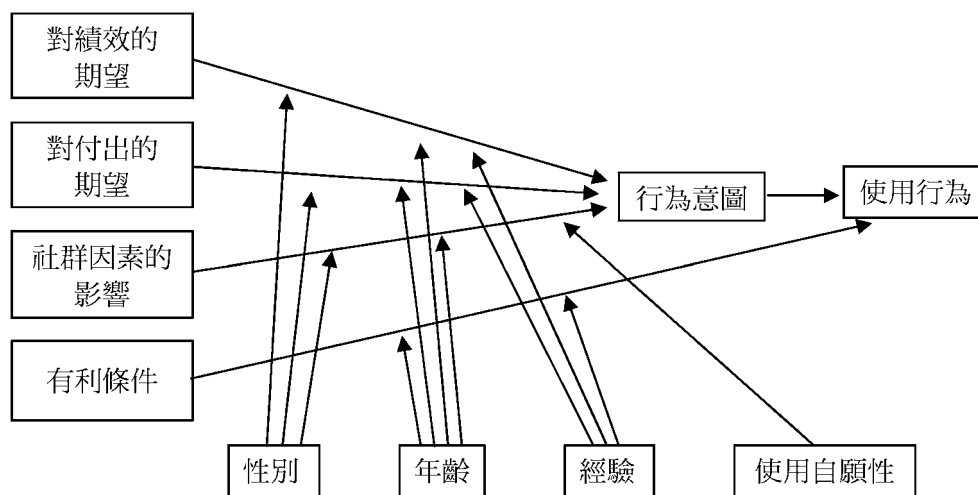 對績效的
期望
對付出的
期望
行為意圖
使用行為
社群因素的
影響
有利條件
性別
年齡
經驗
使用自願性